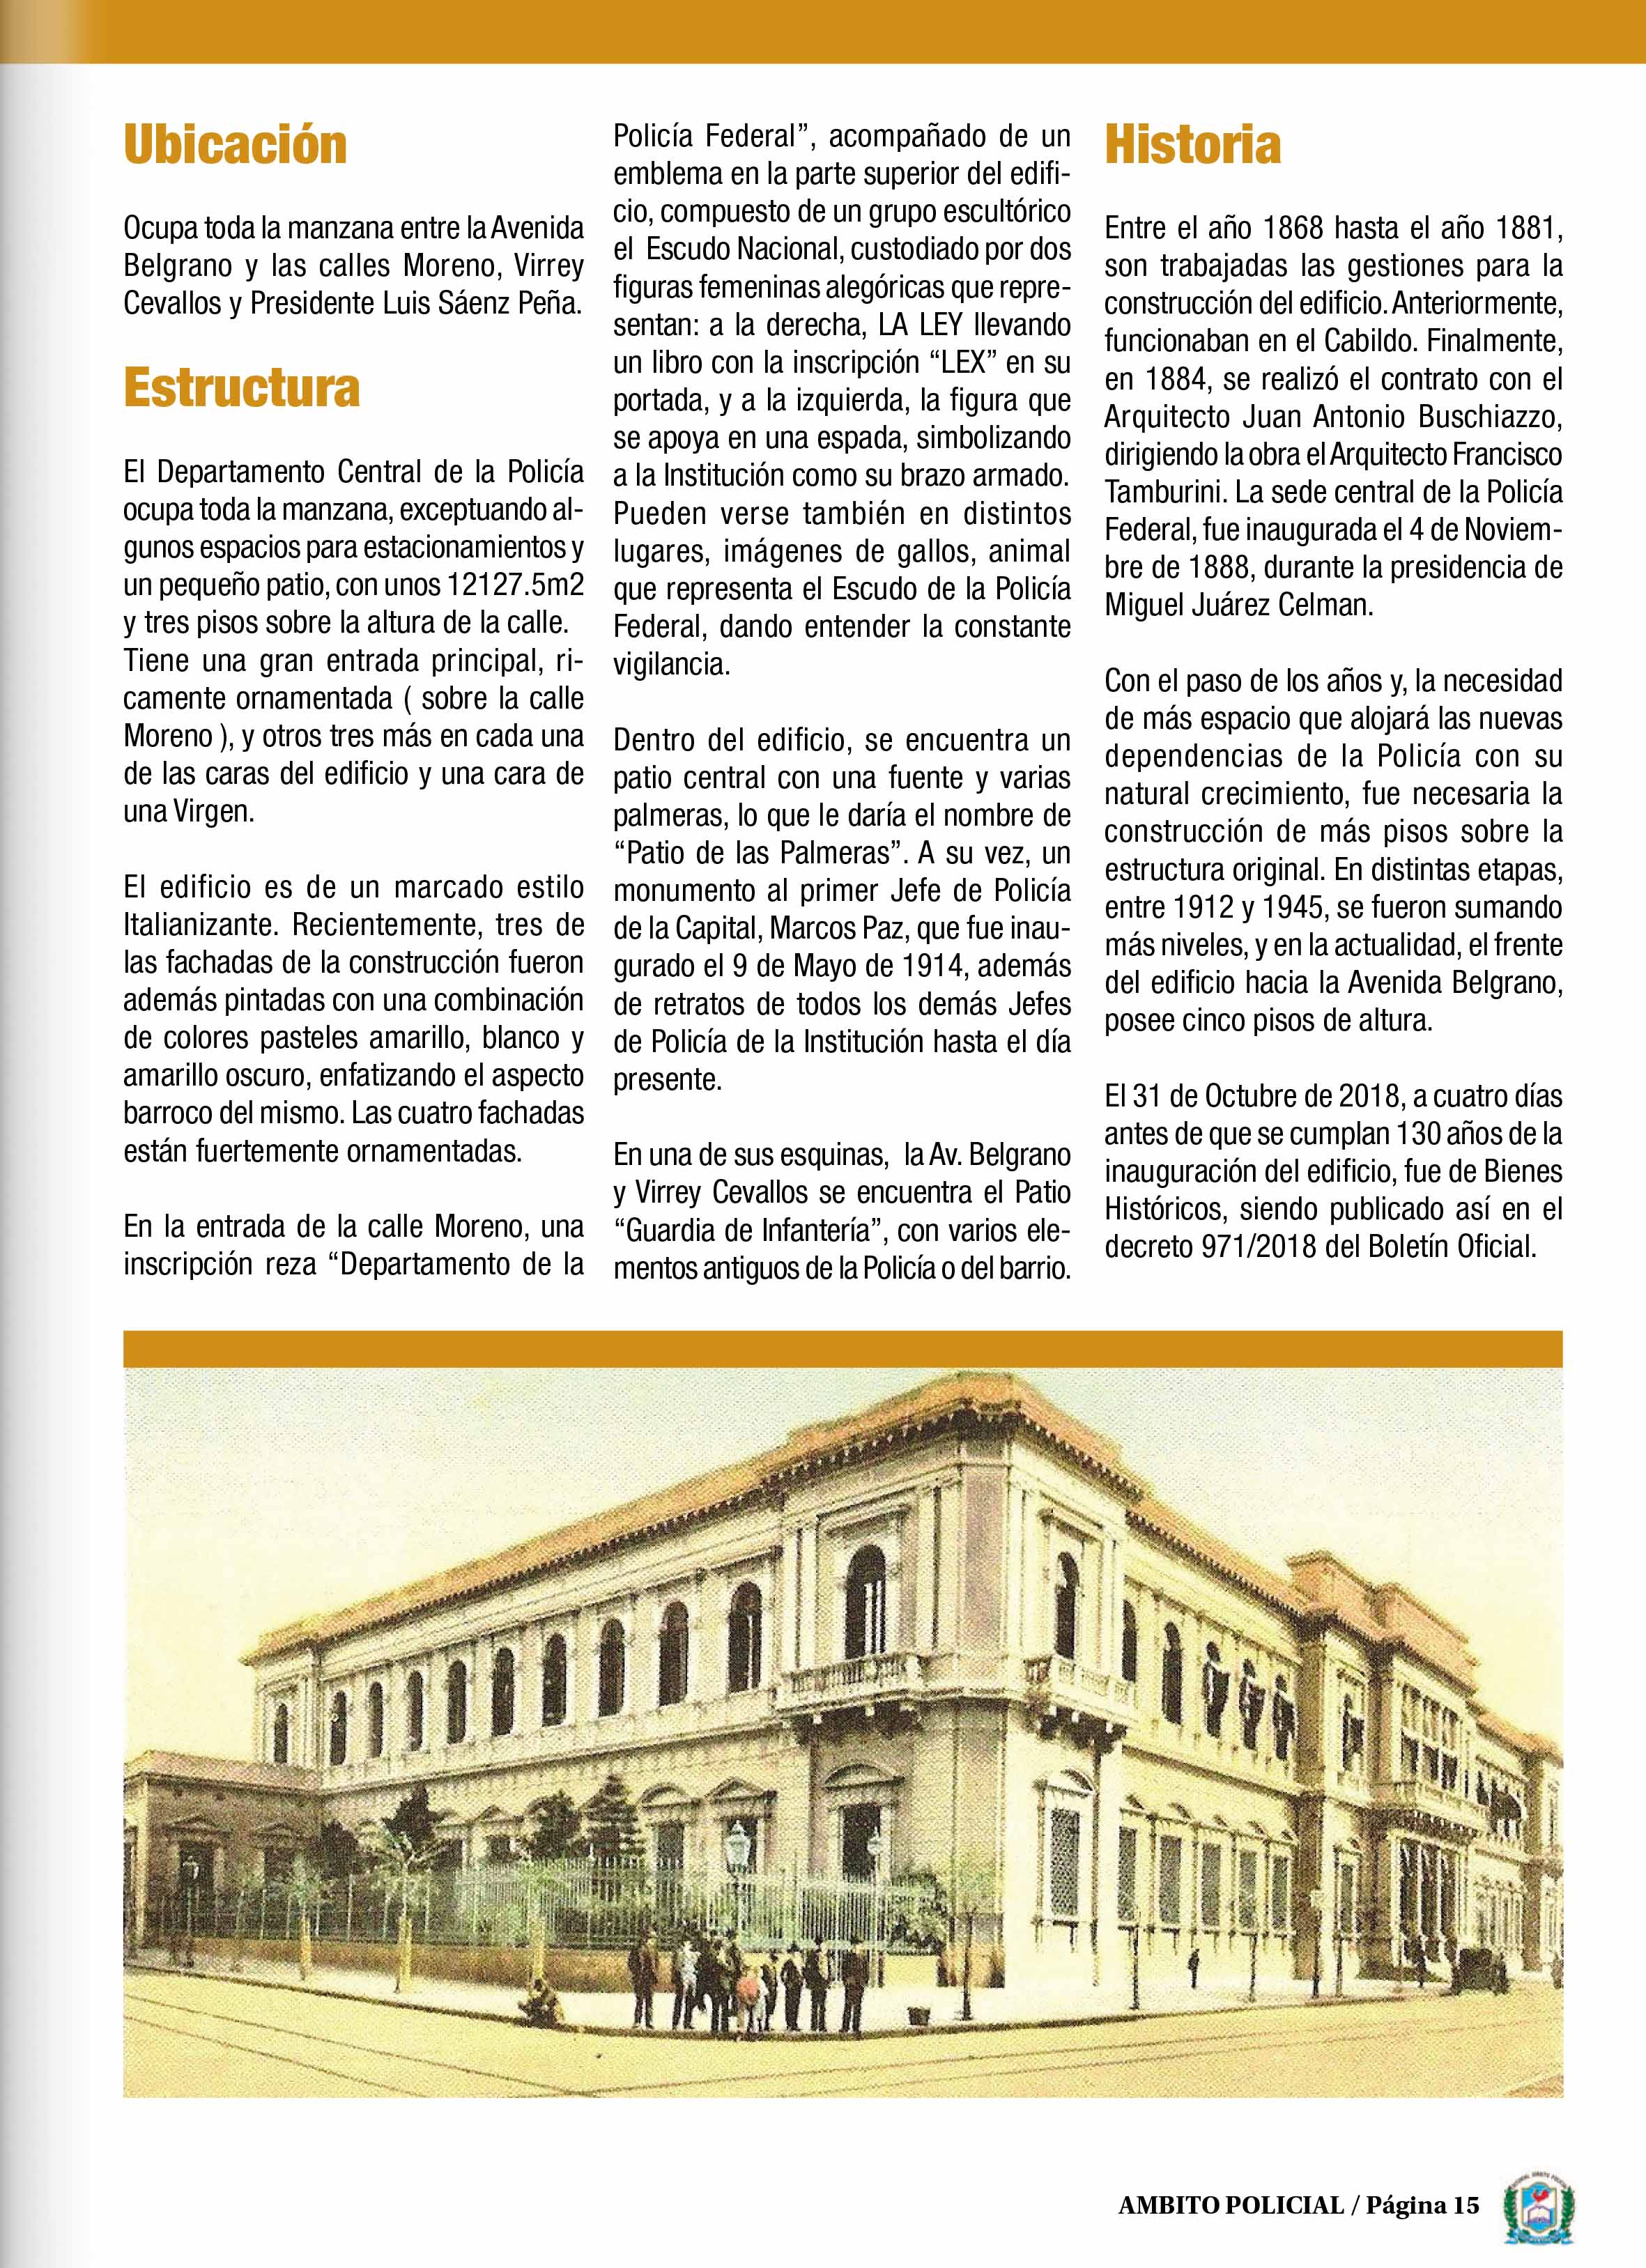 Ubicación
Ocupa toda la manzana entre la Avenida
Belgrano y las calles Moreno, Virrey
Cevallos y Presidente Luis Sáenz Peña.
Estructura
El Departamento Central de la Policía
ocupa toda la manzana, exceptuando al-
gunos espacios para estacionamientos y
un pequeño patio, con unos 12127.5m2
y tres pisos sobre la altura de la calle.
Tiene una gran entrada principal, ri-
camente ornamentada ( sobre la calle
Moreno ), y otros tres más en cada una
de las caras del edificio y una cara de
una Virgen.
El edificio es de un marcado estilo
Italianizante. Recientemente, tres de
las fachadas de la construcción fueron
además pintadas con una combinación
de colores pasteles amarillo, blanco y
amarillo oscuro, enfatizando el aspecto
barroco del mismo. Las cuatro fachadas
están fuertemente ornamentadas.
En la entrada de la calle Moreno, una
inscripción reza “Departamento de la
Policía Federal”, acompañado de un
emblema en la parte superior del edifi-
cio, compuesto de un grupo escultórico
el Escudo Nacional, custodiado por dos
figuras femeninas alegóricas que repre-
sentan: a la derecha, LA LEY llevando
un libro con la inscripción “LEX” en su
portada, y a la izquierda, la figura que
se apoya en una espada, simbolizando
a la Institución como su brazo armado.
Pueden verse también en distintos
lugares, imágenes de gallos, animal
que representa el Escudo de la Policía
Federal, dando entender la constante
vigilancia.
Dentro del edificio, se encuentra un
patio central con una fuente y varias
palmeras, lo que le daría el nombre de
“Patio de las Palmeras”. A su vez, un
monumento al primer Jefe de Policía
de la Capital, Marcos Paz, que fue inau-
gurado el 9 de Mayo de 1914, además
de retratos de todos los demás Jefes
de Policía de la Institución hasta el día
presente.
En una de sus esquinas, la Av. Belgrano
y Virrey Cevallos se encuentra el Patio
“Guardia de Infantería”, con varios ele-
mentos antiguos de la Policía o del barrio.
Historia
Entre el año 1868 hasta el año 1881,
son trabajadas las gestiones para la
construcción del edificio. Anteriormente,
funcionaban en el Cabildo. Finalmente,
en 1884, se realizó el contrato con el
Arquitecto Juan Antonio Buschiazzo,
dirigiendo la obra el Arquitecto Francisco
Tamburini. La sede central de la Policía
Federal, fue inaugurada el 4 de Noviem-
bre de 1888, durante la presidencia de
Miguel Juárez Celman.
Con el paso de los años y, la necesidad
de más espacio que alojará las nuevas
dependencias de la Policía con su
natural crecimiento, fue necesaria la
construcción de más pisos sobre la
estructura original. En distintas etapas,
entre 1912 y 1945, se fueron sumando
más niveles, y en la actualidad, el frente
del edificio hacia la Avenida Belgrano,
posee cinco pisos de altura.
El 31 de Octubre de 2018, a cuatro días
antes de que se cumplan 130 años de la
inauguración del edificio, fue de Bienes
Históricos, siendo publicado así en el
decreto 971/2018 del Boletín Oficial.
AMBITO POLICIAL / Página 15